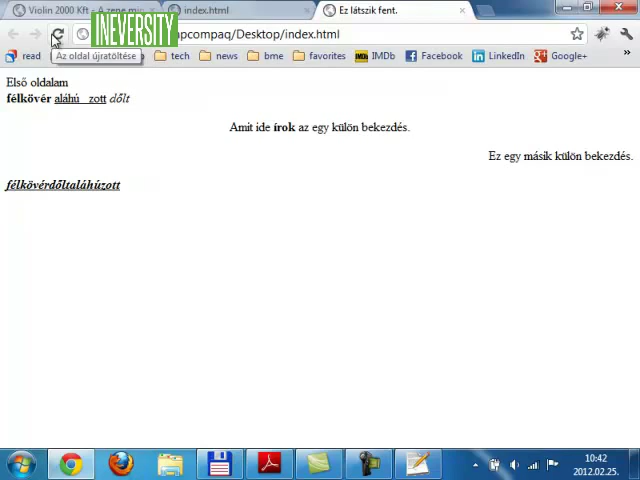 Violin 2000 Kft - A zene m
index.html
Ez látszik fent.
INEVERSITY
apcompaq/Desktop/index.html
read
tech
news
bme
favorites
IMDb
Facebook
LinkedIn
Google+
»
Az oldal újratöltése
Első oldalam
félkövér aláhú zott dőlt
Amit ide írok az egy külön bekezdés.
Ez egy másik külön bekezdés.
félkövérdőltaláhúzott
10:42
2012.02.25.